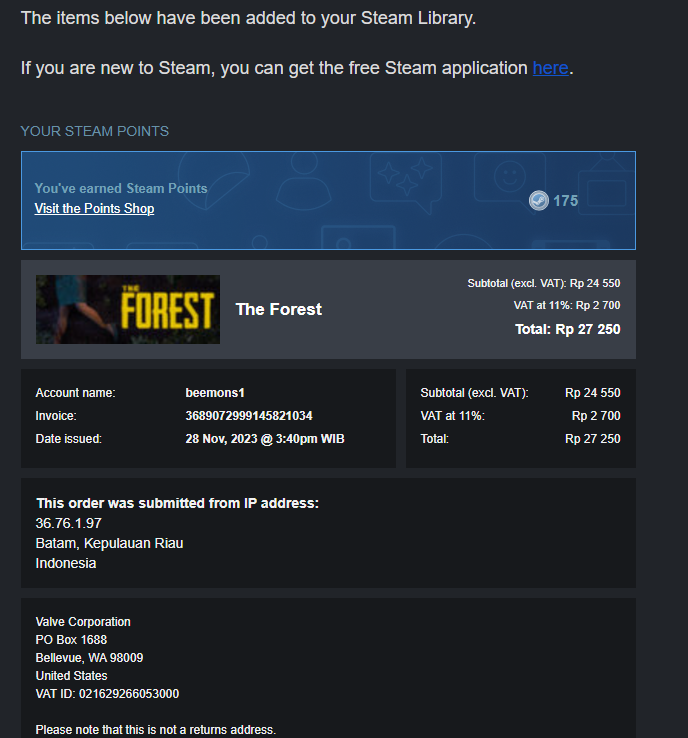 The items below have been added to your Steam Library.
If you are new to Steam, you can get the free Steam application here.
YOUR STEAM POINTS
You've earned Steam Points
Visit the Points Shop
175
THE
FOREST
The Forest
Subtotal (excl. VAT): Rp 24 550
VAT at 11%: Rp 2 700
Total: Rp 27 250
Account name: beemons1
Invoice: 3689072999145821034
Date issued: 28 Nov, 2023 @ 3:40pm WIB
Subtotal (excl. VAT): Rp 24 550
VAT at 11%: Rp 2 700
Total: Rp 27 250
This order was submitted from IP address:
36.76.1.97
Batam, Kepulauan Riau
Indonesia
Valve Corporation
PO Box 1688
Bellevue, WA 98009
United States
VAT ID: 021629266053000
Please note that this is not a returns address.